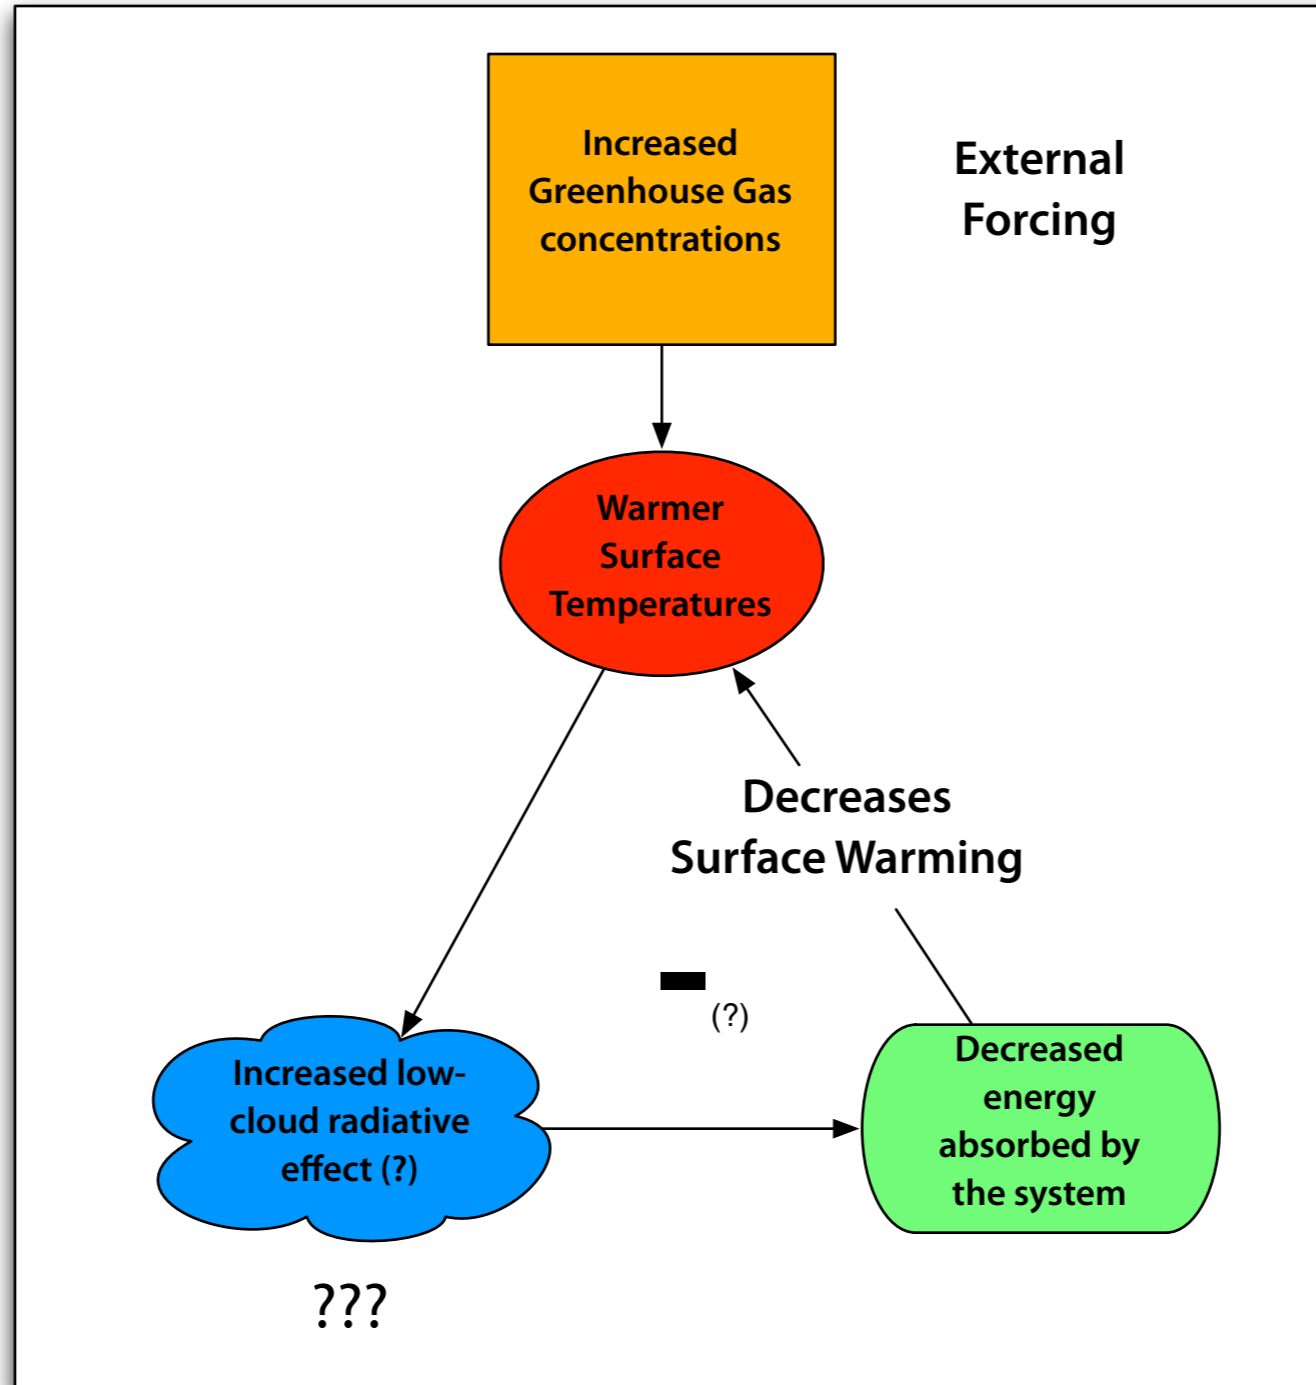 Increased
Greenhouse Gas
concentrations
External
Forcing
Warmer
Surface
Temperatures
Decreases
Surface Warming
(?)
Increased low-
cloud radiative
effect (?)
Decreased
energy
absorbed by
the system
???